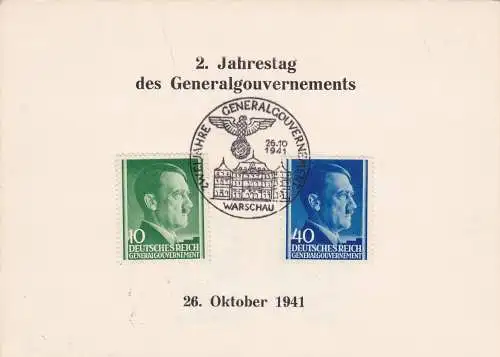 2. Jahrestag
des Generalgouvernements
ZWEI JAHRE GENERALGOUVERNEMENT
26.10
1941
WARSCHAU
10
DEUTSCHES REICH
GENERALGOUVERNEMENT
40
DEUTSCHES REICH
GENERALGOUVERNEMENT
26. Oktober 1941